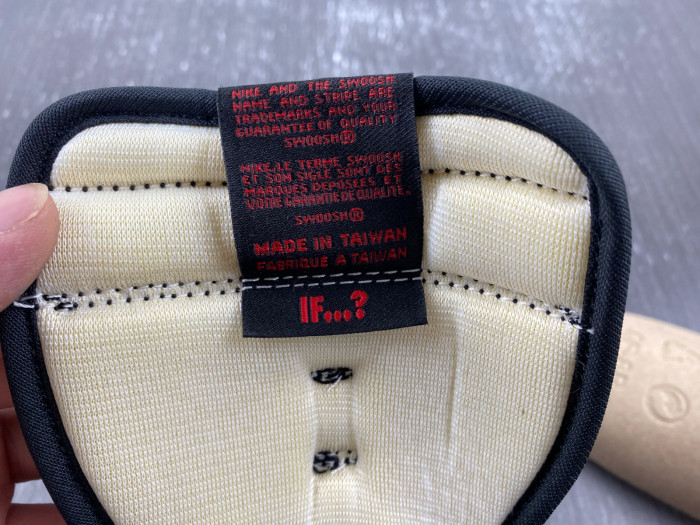 NIKE AND THE SWOOSH
NAME AND STRIPE ARE
TRADEMARKS AND YOUR
GUARANTEE OF QUALITY
SWOOSH®
NIKE, LE TERME SWOOSH
ET SON SIGLE SONT DES
MARQUES DEPOSEES ET
VOTRE GARANTIE DE QUALITE.
SWOOSH®
MADE IN TAIWAN
FABRIQUE A TAIWAN
IF....?